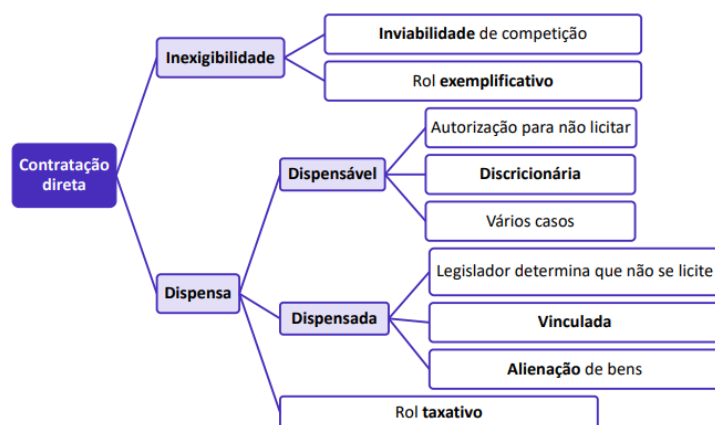 Contratação
direta
Inexigibilidade
Inviabilidade de competição
Rol exemplificativo
Dispensa
Dispensável
Autorização para não licitar
Discricionária
Vários casos
Dispensada
Legislador determina que não se licite
Vinculada
Alienação de bens
Rol taxativo